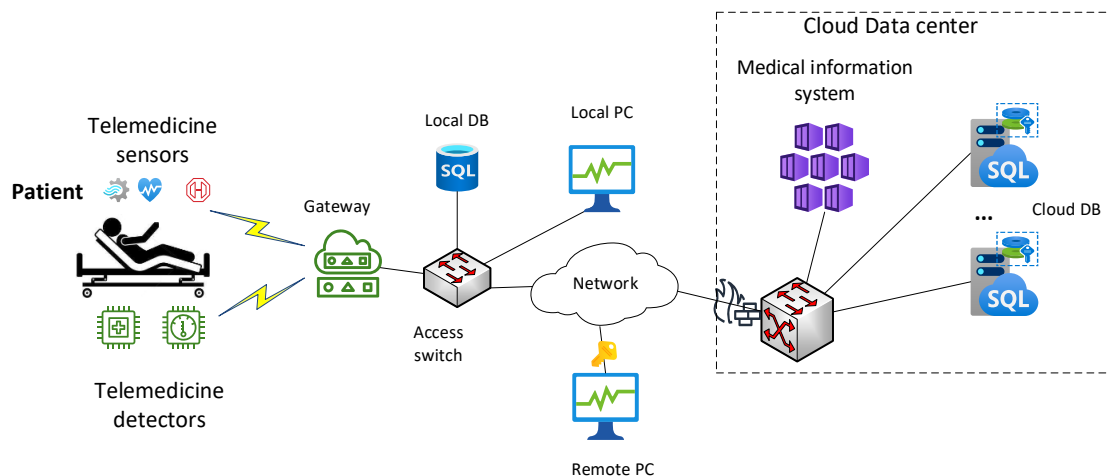 Cloud Data center
Medical information
system
Telemedicine
sensors
Local DB
Local PC
SQL
Patient
Gateway
SQL
...
Cloud DB
Network
SQL
Access
switch
Telemedicine
detectors
Remote PC